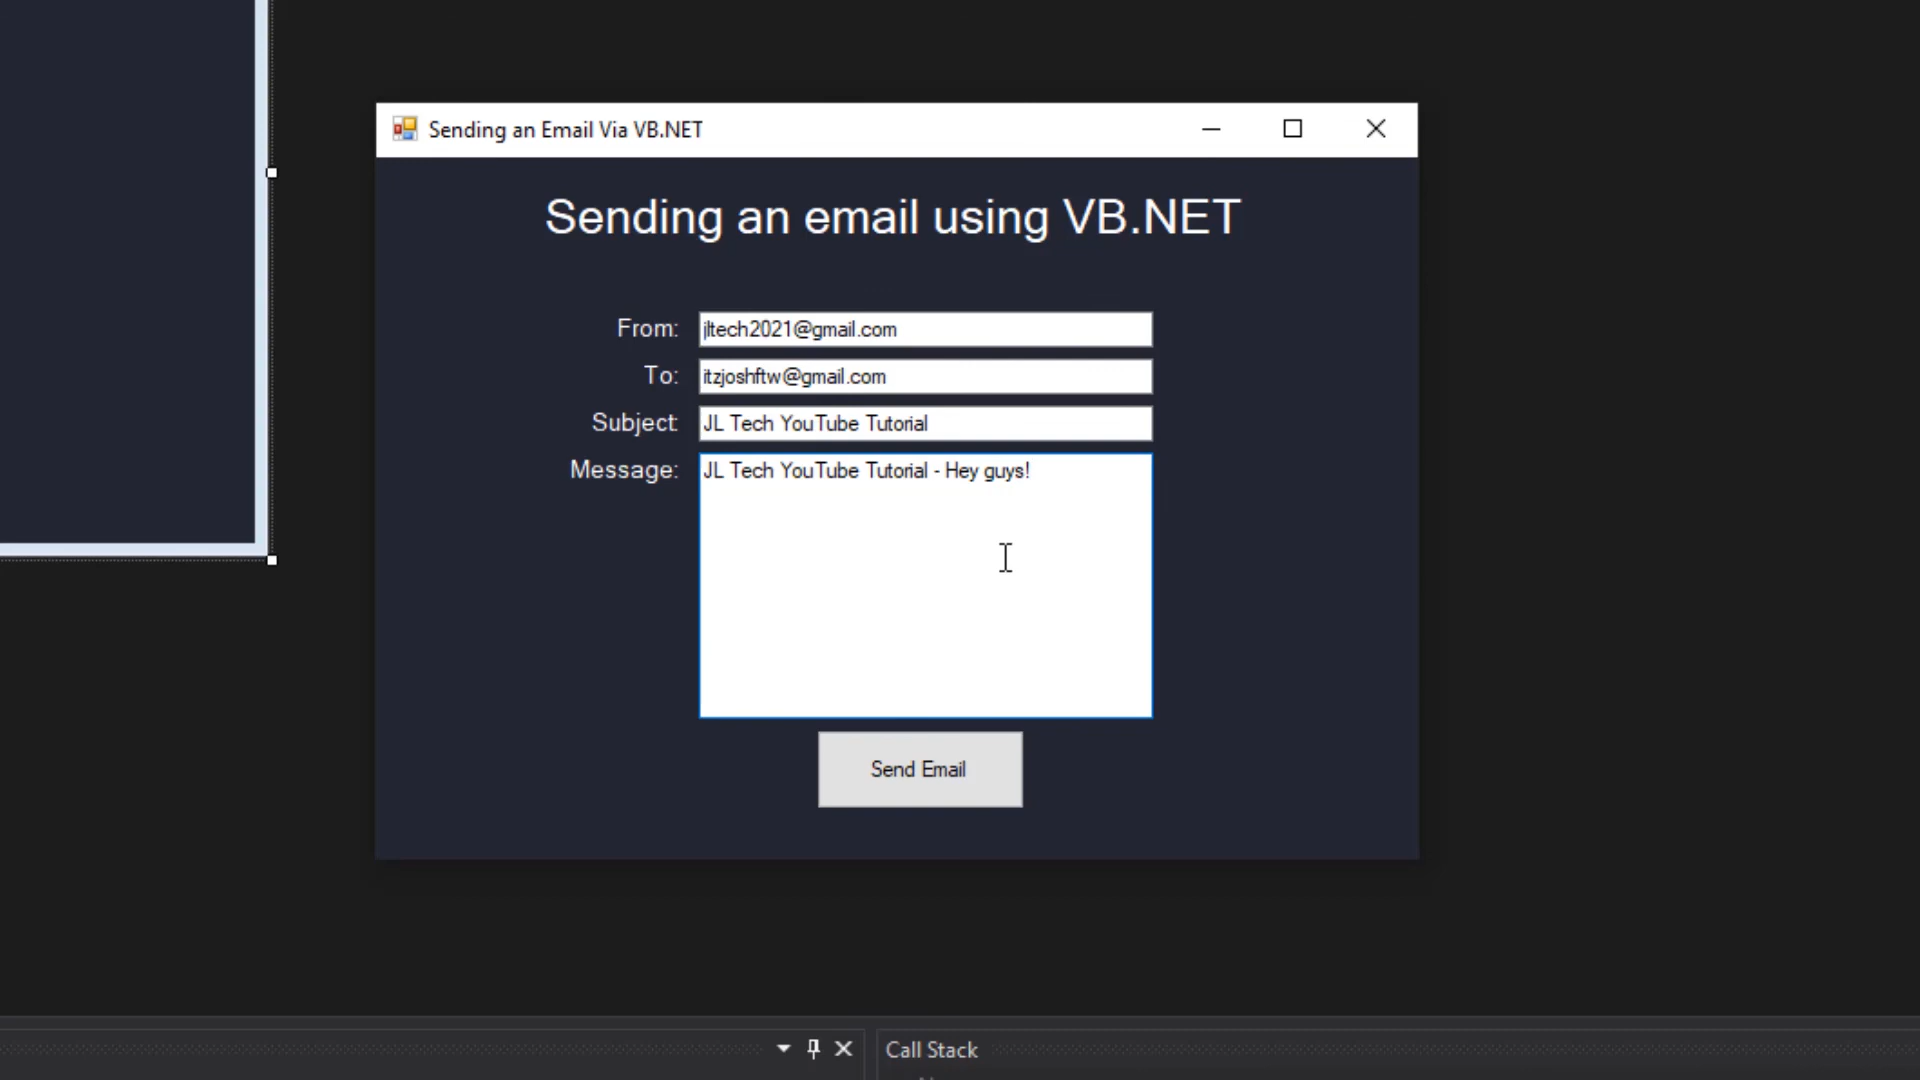 Sending an Email Via VB.NET
Sending an email using VB.NET
From: jltech2021@gmail.com
To: itzjoshftw@gmail.com
Subject: JL Tech YouTube Tutorial
Message: JL Tech YouTube Tutorial - Hey guys!
Send Email
Call Stack